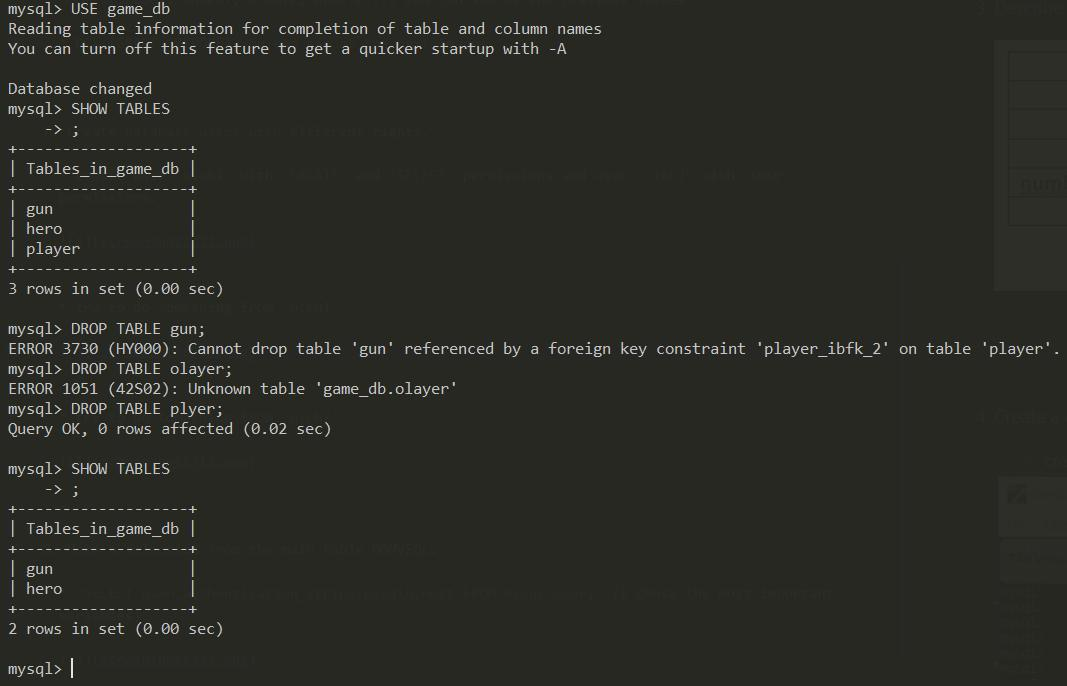 mysql> USE game_db
Reading table information for completion of table and column names
You can turn off this feature to get a quicker startup with -A
Database changed
mysql> SHOW TABLES
-> ;
+-------------------+
| Tables_in_game_db |
+-------------------+
| gun               |
| hero              |
| player            |
+-------------------+
3 rows in set (0.00 sec)
mysql> DROP TABLE gun;
ERROR 3730 (HY000): Cannot drop table 'gun' referenced by a foreign key constraint 'player_ibfk_2' on table 'player'.
mysql> DROP TABLE olayer;
ERROR 1051 (42S02): Unknown table 'game_db.olayer'
mysql> DROP TABLE plyer;
Query OK, 0 rows affected (0.02 sec)
mysql> SHOW TABLES
-> ;
+-------------------+
| Tables_in_game_db |
+-------------------+
| gun               |
| hero              |
+-------------------+
2 rows in set (0.00 sec)
mysql>